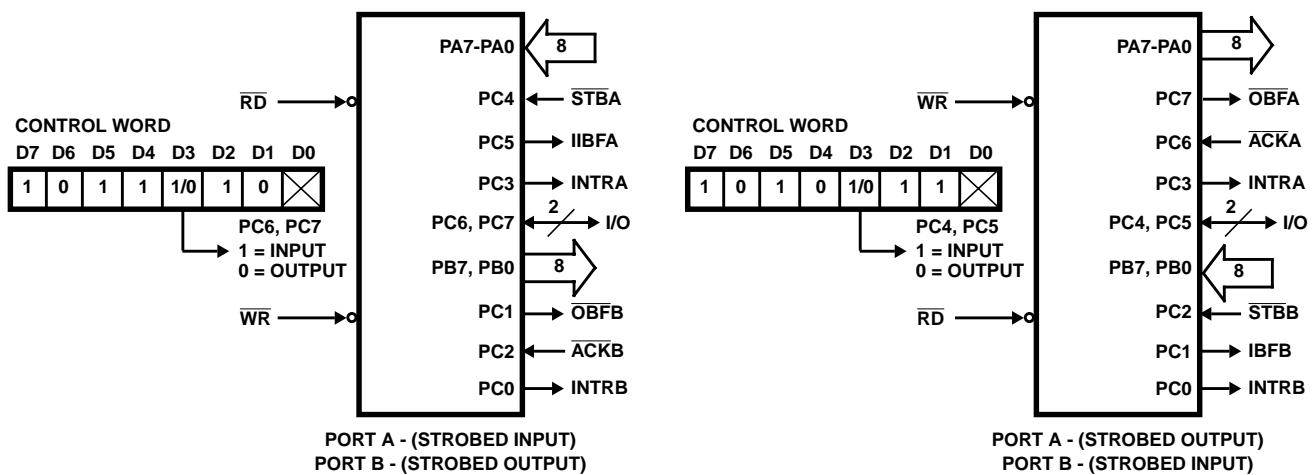 PA7-PA0 8
RD
PC4 STBA
CONTROL WORD
PC5 IIBFA
D7 D6 D5 D4 D3 D2 D1 D0
1 0 1 1 1/0 1 0
PC3 INTRA
PC6, PC7
1 = INPUT
0 = OUTPUT
PC6, PC7 2 I/O
PB7, PB0 8
WR
PC1 OBFB
PC2 ACKB
PC0 INTRB
PORT A - (STROBED INPUT)
PORT B - (STROBED OUTPUT)
PA7-PA0 8
WR
PC7 OBFA
CONTROL WORD
PC6 ACKA
D7 D6 D5 D4 D3 D2 D1 D0
1 0 1 0 1/0 1 1
PC3 INTRA
PC4, PC5
1 = INPUT
0 = OUTPUT
PC4, PC5 2 I/O
PB7, PB0 8
RD
PC2 STBB
PC1 IBFB
PC0 INTRB
PORT A - (STROBED OUTPUT)
PORT B - (STROBED INPUT)